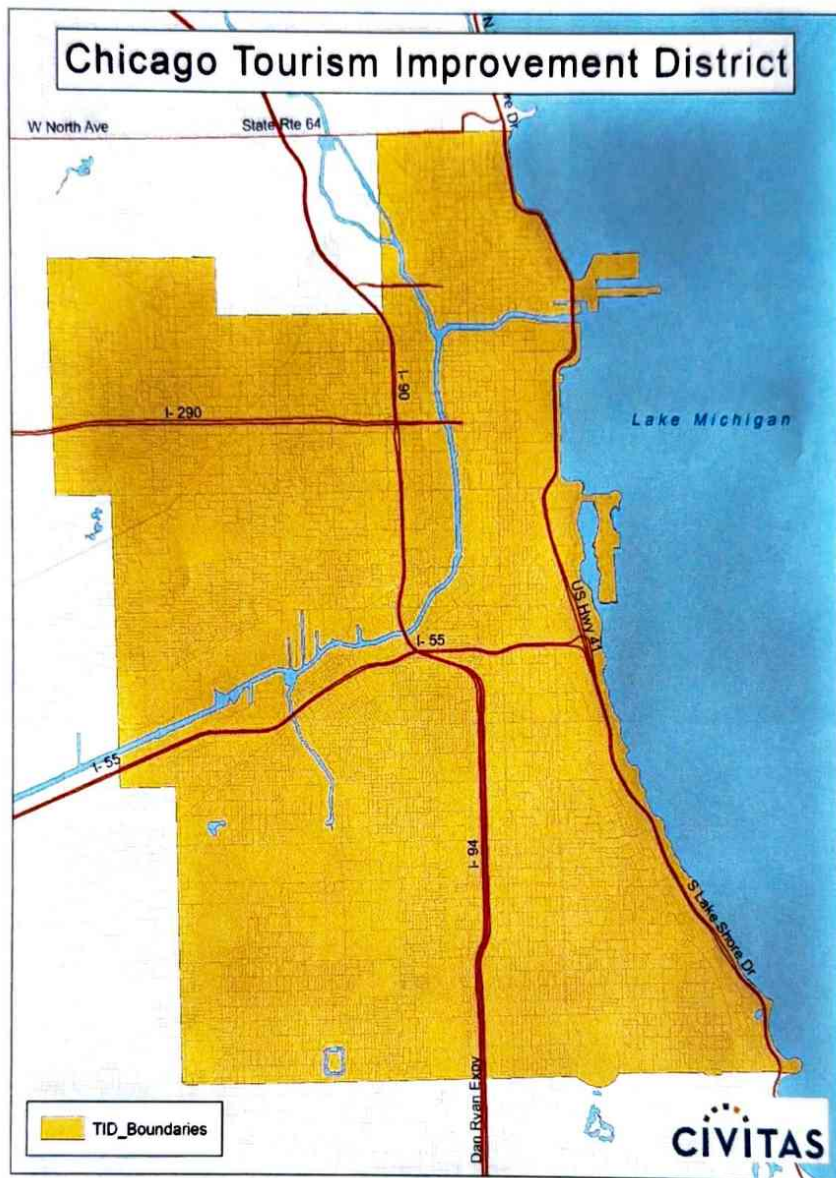 Chicago Tourism Improvement District
W North Ave
State Rte 64
Dr
I- 90
I- 290
Lake Michigan
US Hwy 41
I- 55
I- 55
I- 94
S Lake Shore Dr
Dan Ryan Expy
TID_Boundaries
CIVITAS